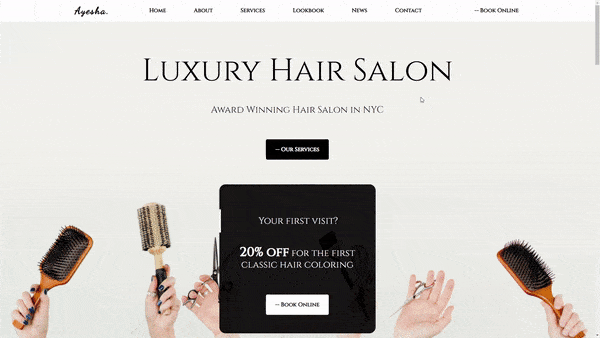 Ayesha.
Home
About
Services
Lookbook
News
Contact
— Book Online
Luxury Hair Salon
Award Winning Hair Salon in NYC
— Our Services
Your first visit?
20% off for the first
classic hair coloring
— Book Online